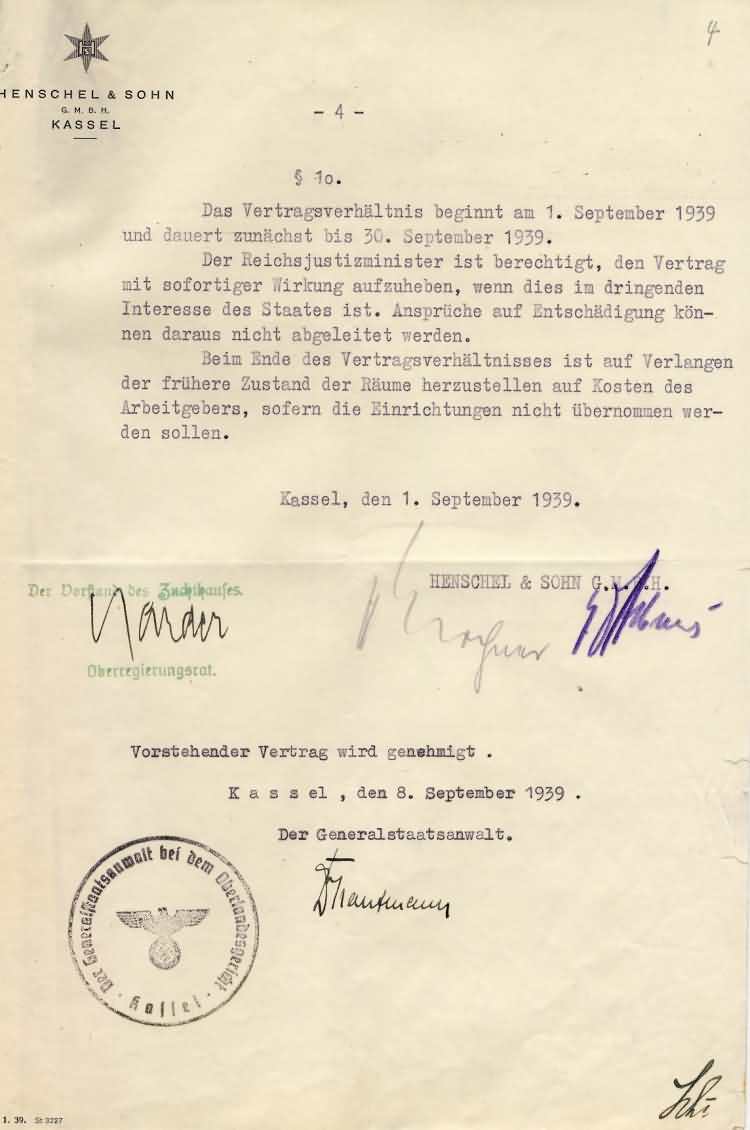 4
HENSCHEL & SOHN
G. M. B. H.
KASSEL
- 4 -
§ 1o.
Das Vertragsverhältnis beginnt am 1. September 1939
und dauert zunächst bis 30. September 1939.
Der Reichsjustizminister ist berechtigt, den Vertrag
mit sofortiger Wirkung aufzuheben, wenn dies im dringenden
Interesse des Staates ist. Ansprüche auf Entschädigung kön-
nen daraus nicht abgeleitet werden.
Beim Ende des Vertragsverhältnisses ist auf Verlangen
der frühere Zustand der Räume herzustellen auf Kosten des
Arbeitgebers, sofern die Einrichtungen nicht übernommen wer-
den sollen.
Kassel, den 1. September 1939.
HENSCHEL & SOHN G.M.B.H.
Der Vorstand des Zuchthauses.
Oberregierungsrat.
Vorstehender Vertrag wird genehmigt .
K a s s e l , den 8. September 1939 .
Der Generalstaatsanwalt.
Der Generalstaatsanwalt bei dem Oberlandesgericht
· Kassel ·
1. 39. St 3227